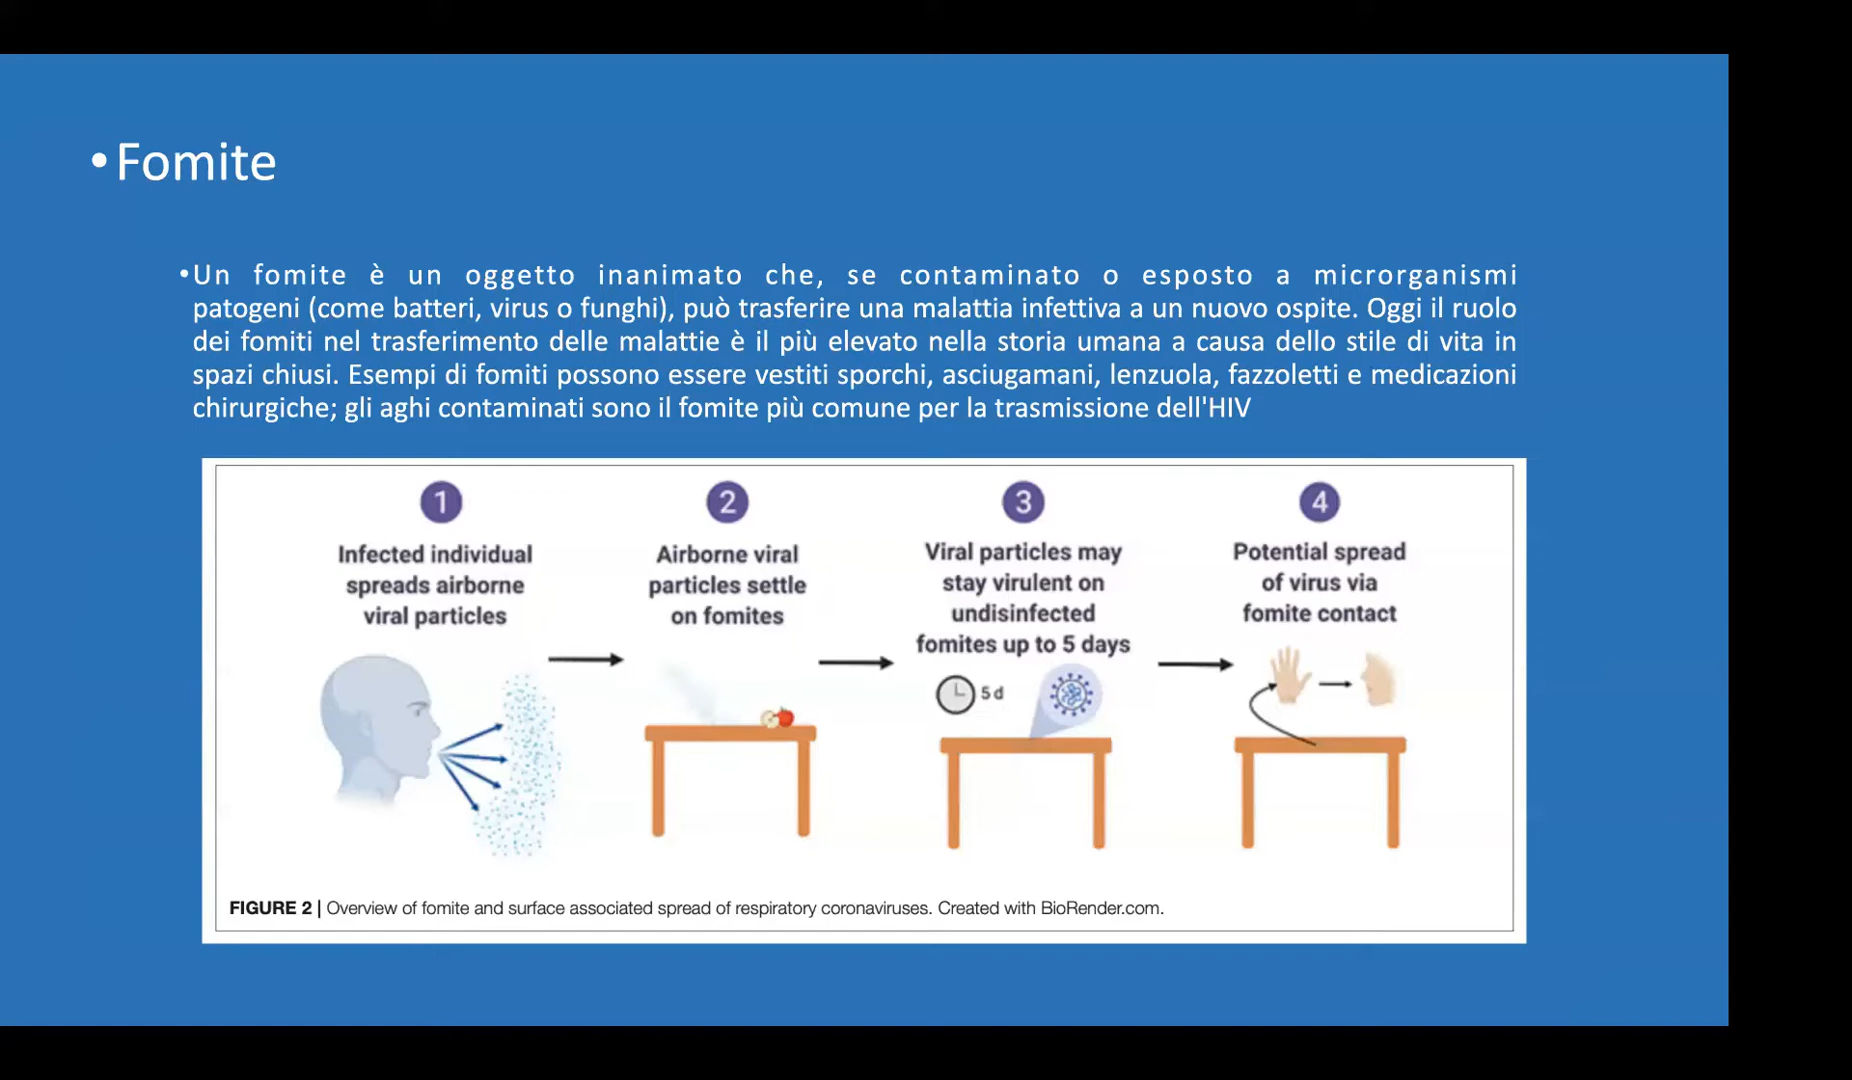 •Fomite
•Un fomite è un oggetto inanimato che, se contaminato o esposto a microrganismi
patogeni (come batteri, virus o funghi), può trasferire una malattia infettiva a un nuovo ospite. Oggi il ruolo
dei fomiti nel trasferimento delle malattie è il più elevato nella storia umana a causa dello stile di vita in
spazi chiusi. Esempi di fomiti possono essere vestiti sporchi, asciugamani, lenzuola, fazzoletti e medicazioni
chirurgiche; gli aghi contaminati sono il fomite più comune per la trasmissione dell'HIV
1
Infected individual
spreads airborne
viral particles
2
Airborne viral
particles settle
on fomites
3
Viral particles may
stay virulent on
undisinfected
fomites up to 5 days
5 d
4
Potential spread
of virus via
fomite contact
FIGURE 2 | Overview of fomite and surface associated spread of respiratory coronaviruses. Created with BioRender.com.